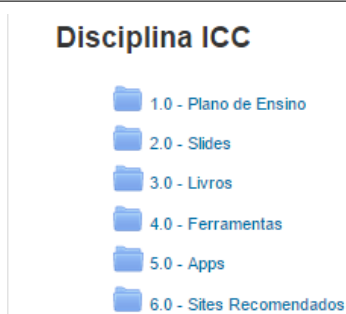 Disciplina ICC
1.0 - Plano de Ensino
2.0 - Slides
3.0 - Livros
4.0 - Ferramentas
5.0 - Apps
6.0 - Sites Recomendados